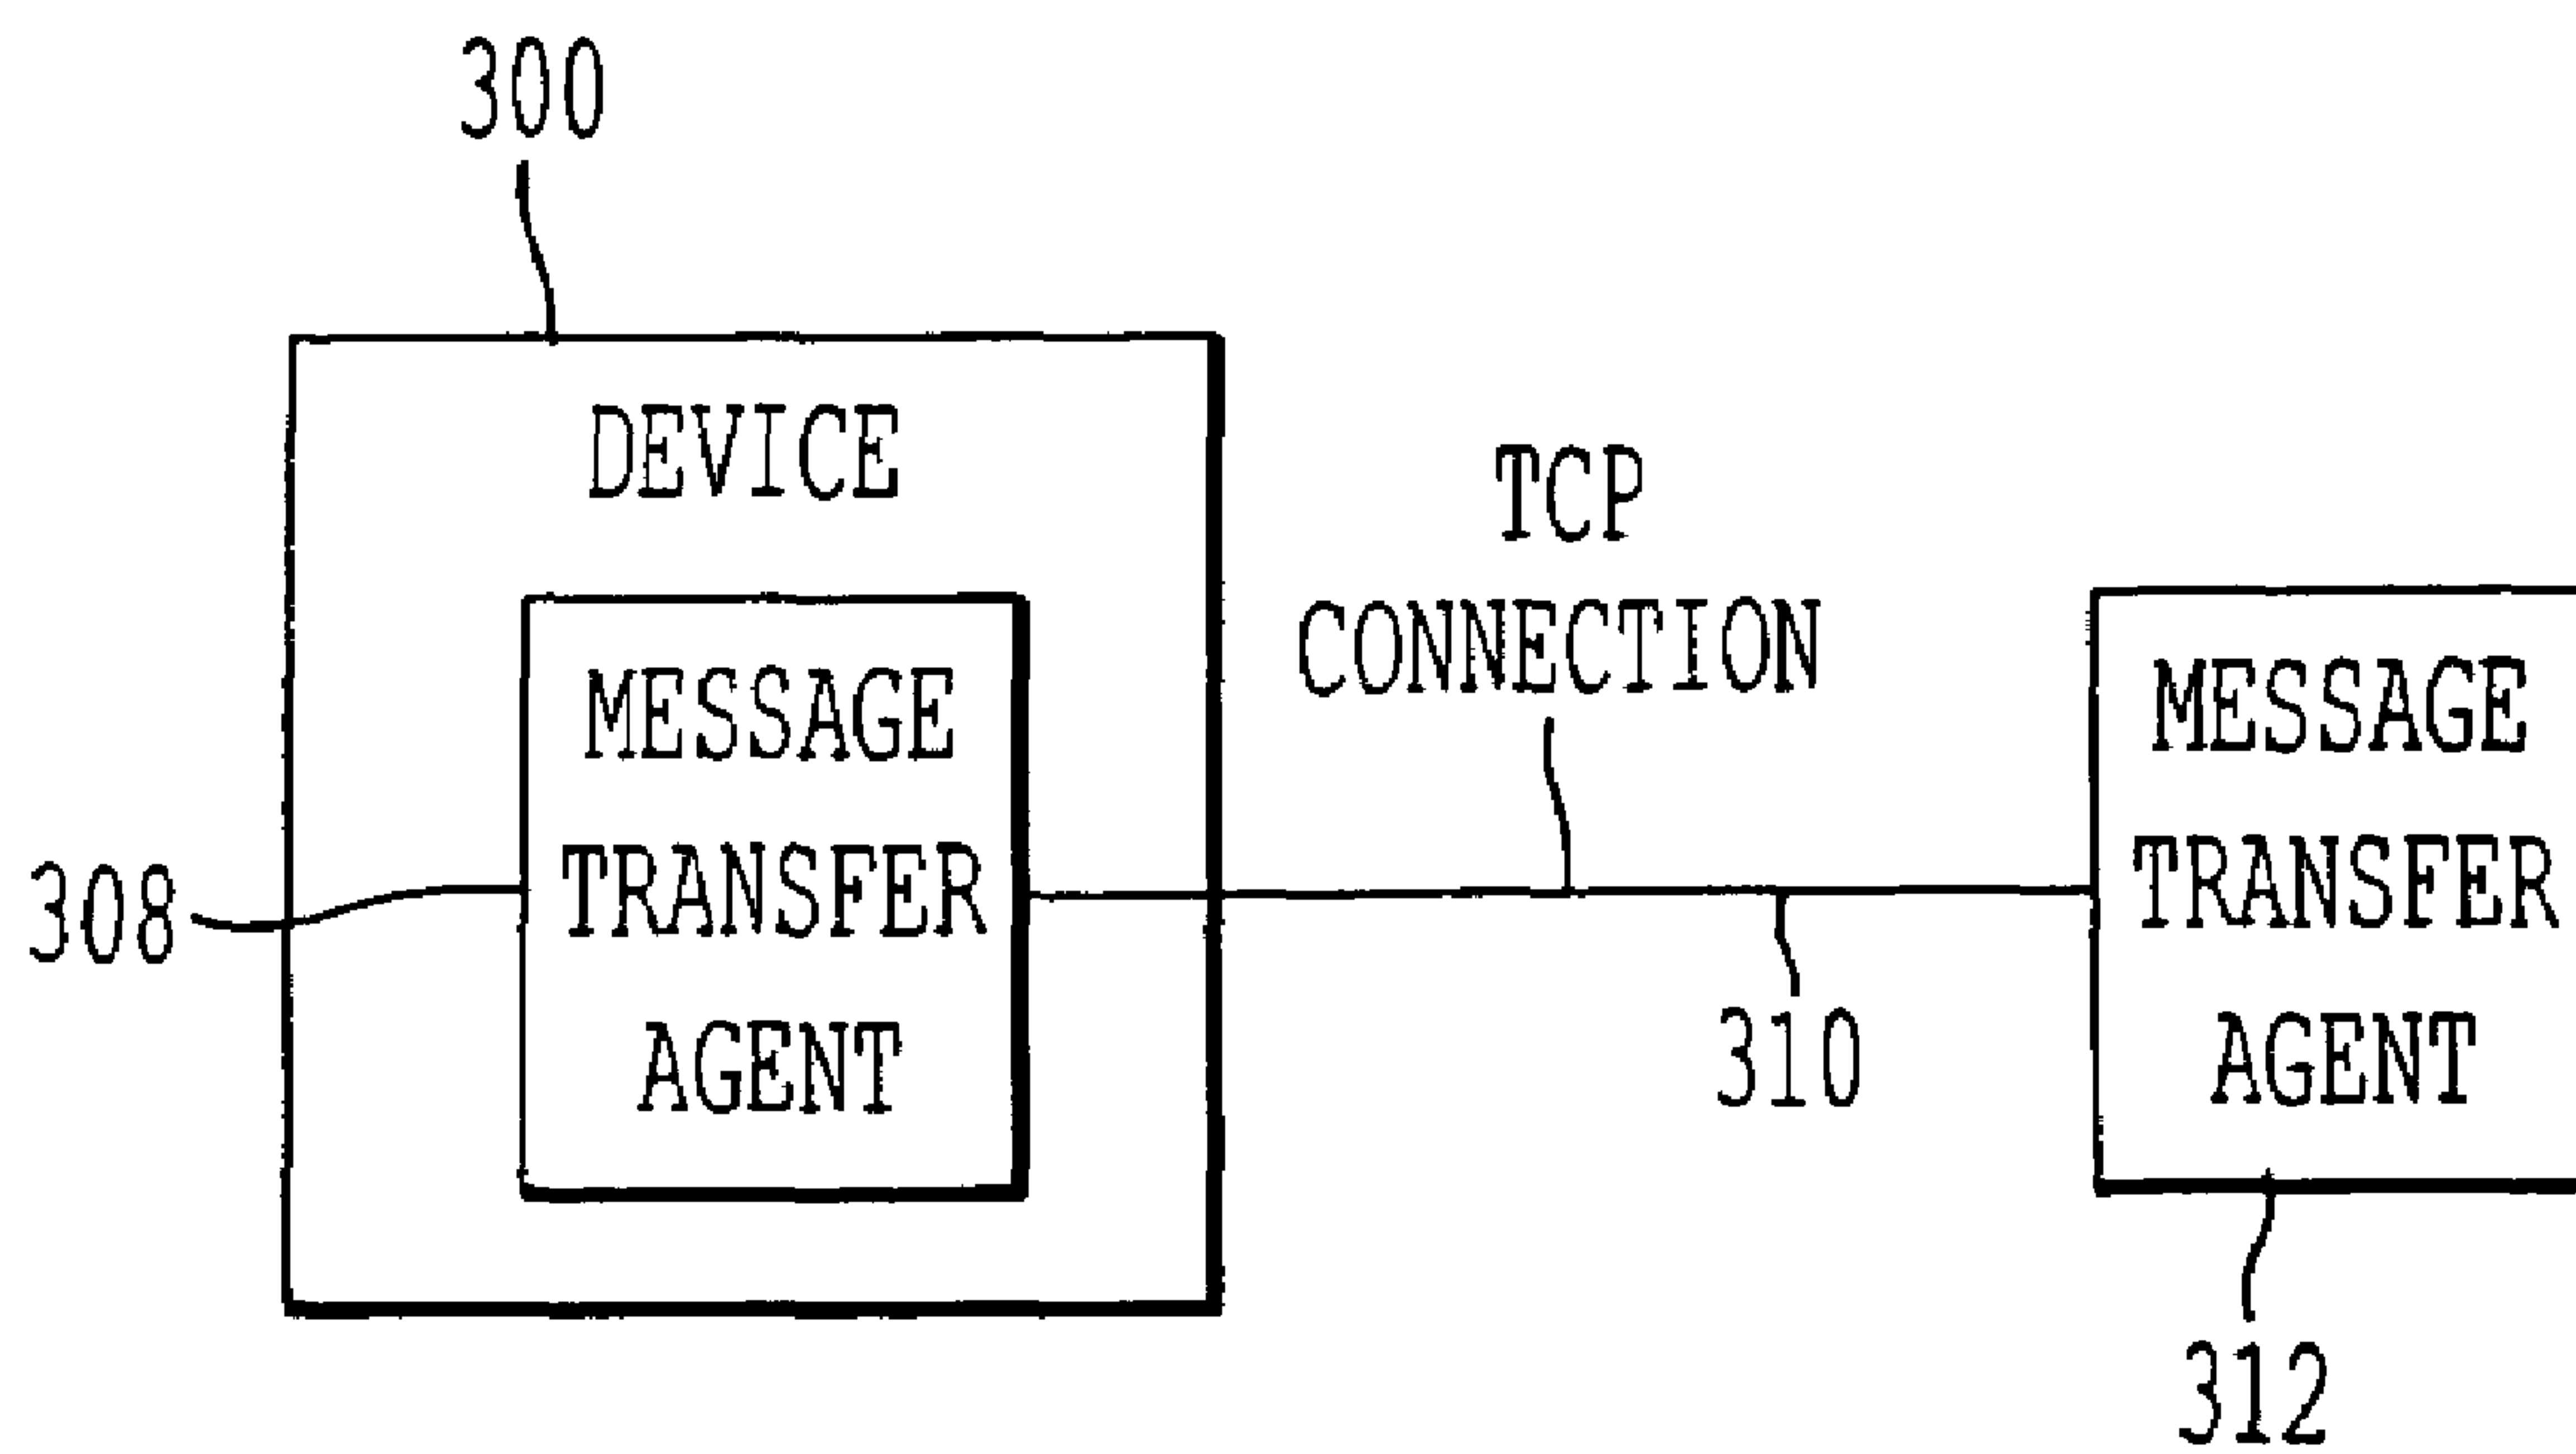 300
DEVICE
MESSAGE
TRANSFER
AGENT
308
TCP
CONNECTION
310
MESSAGE
TRANSFER
AGENT
312